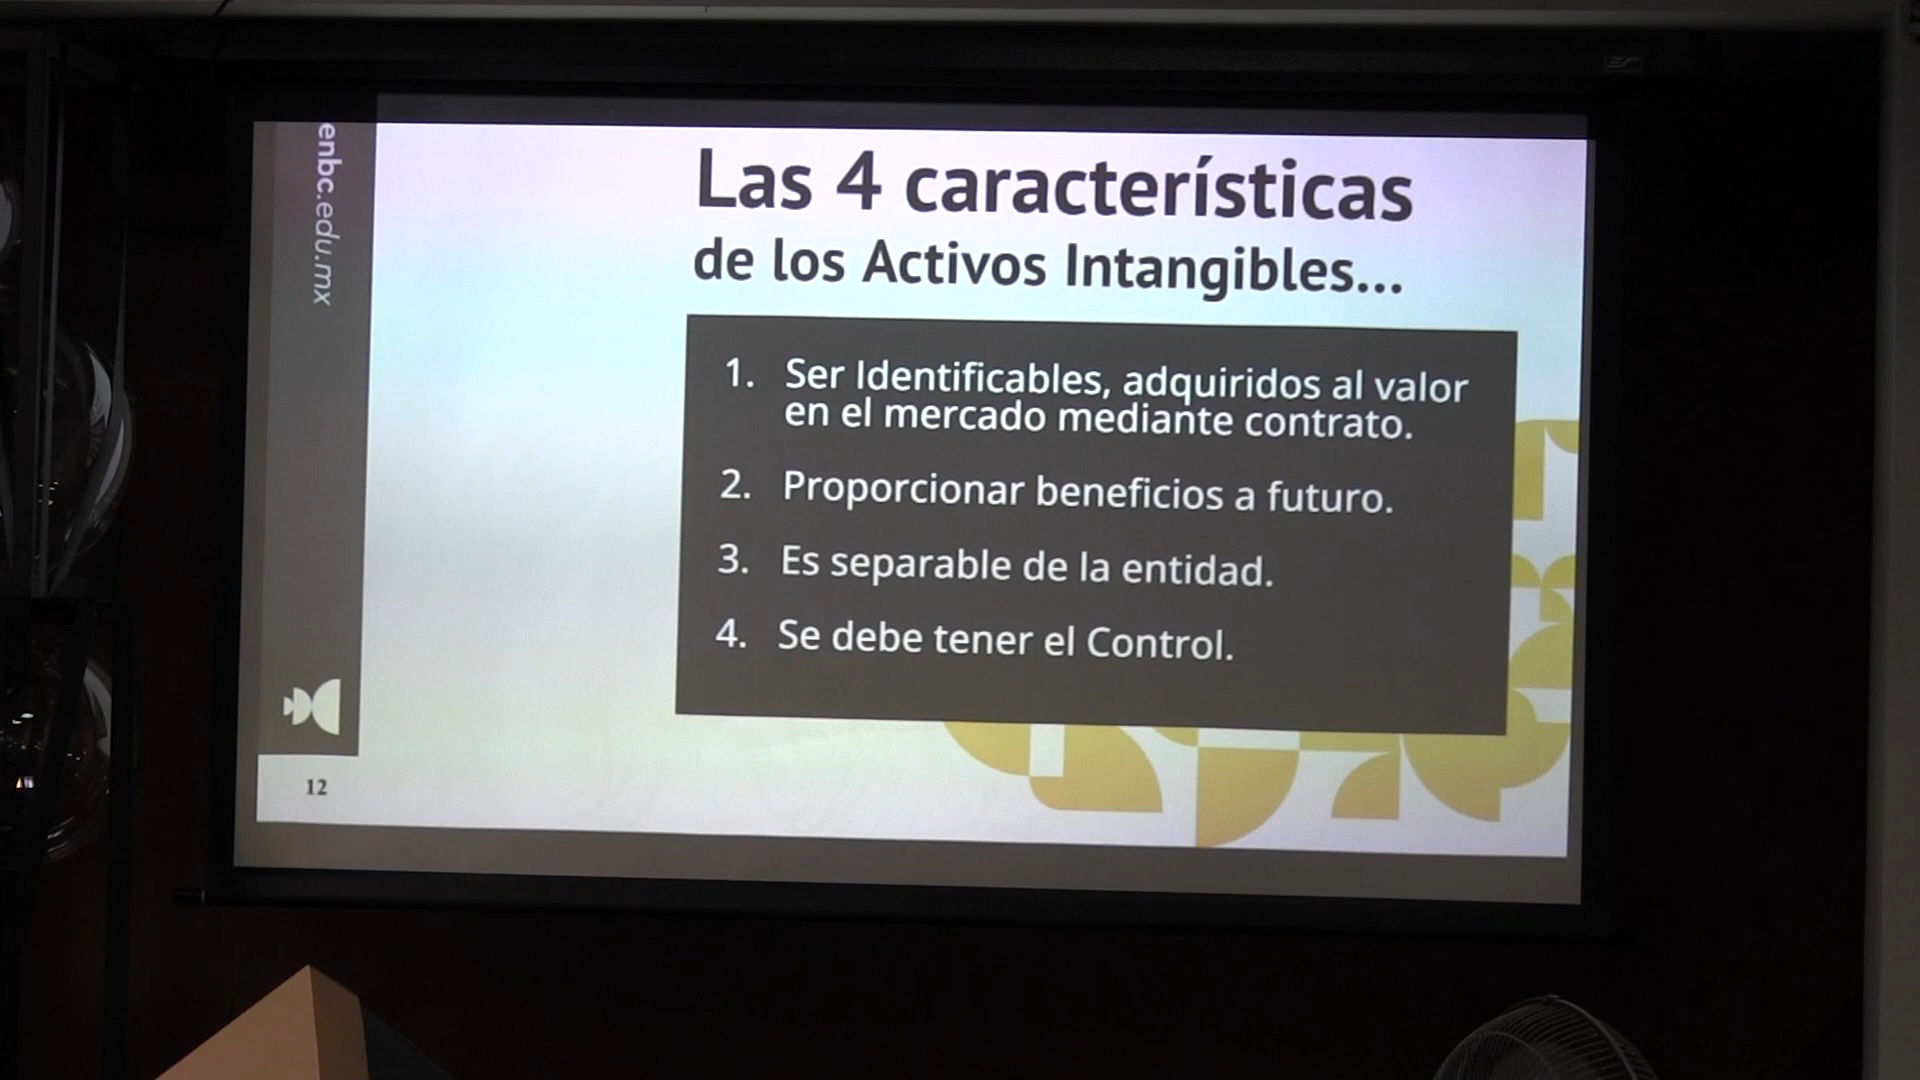 enbc.edu.mx
Las 4 características
de los Activos Intangibles...
1. Ser Identificables, adquiridos al valor
en el mercado mediante contrato.
2. Proporcionar beneficios a futuro.
3. Es separable de la entidad.
4. Se debe tener el Control.
12